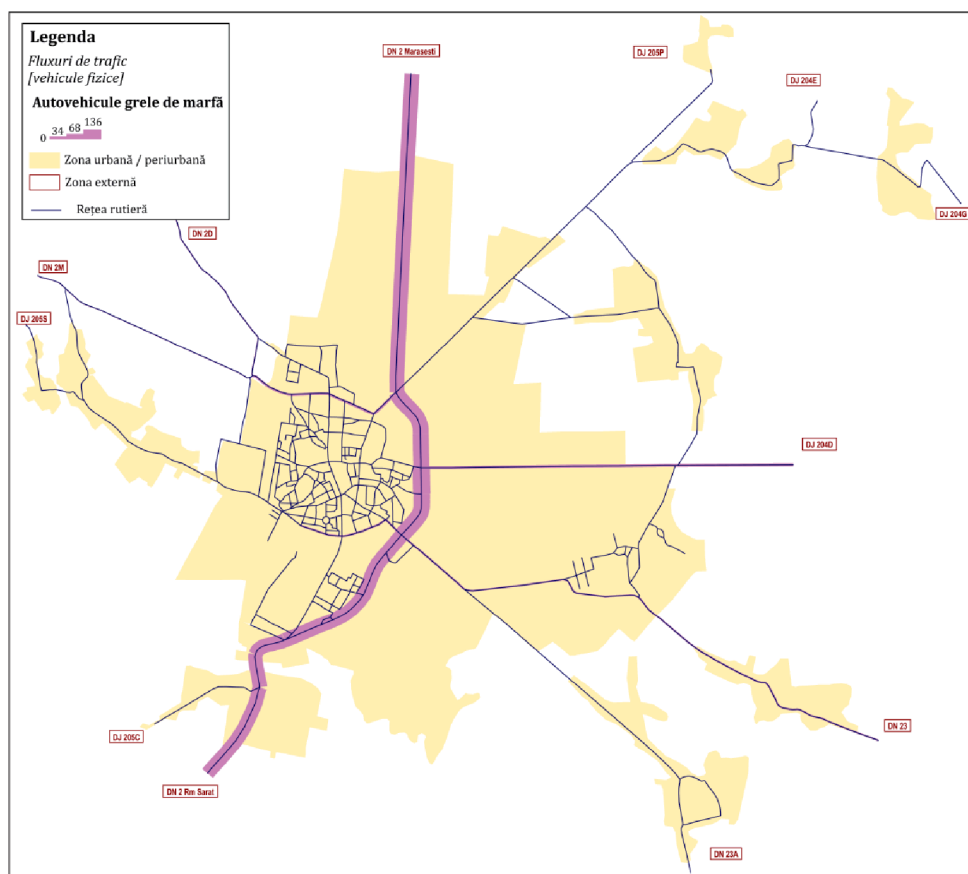 Legenda
Fluxuri de trafic
[vehicule fizice]
Autovehicule grele de marfă
0 34 68 136
Zona urbană / periurbană
Zona externă
Rețea rutieră
DN 2 Marasesti
DJ 205P
DJ 204E
DJ 204G
DN 2D
DN 2M
DJ 205S
DJ 204D
DN 23
DJ 205C
DN 2 Rm Sarat
DN 23A